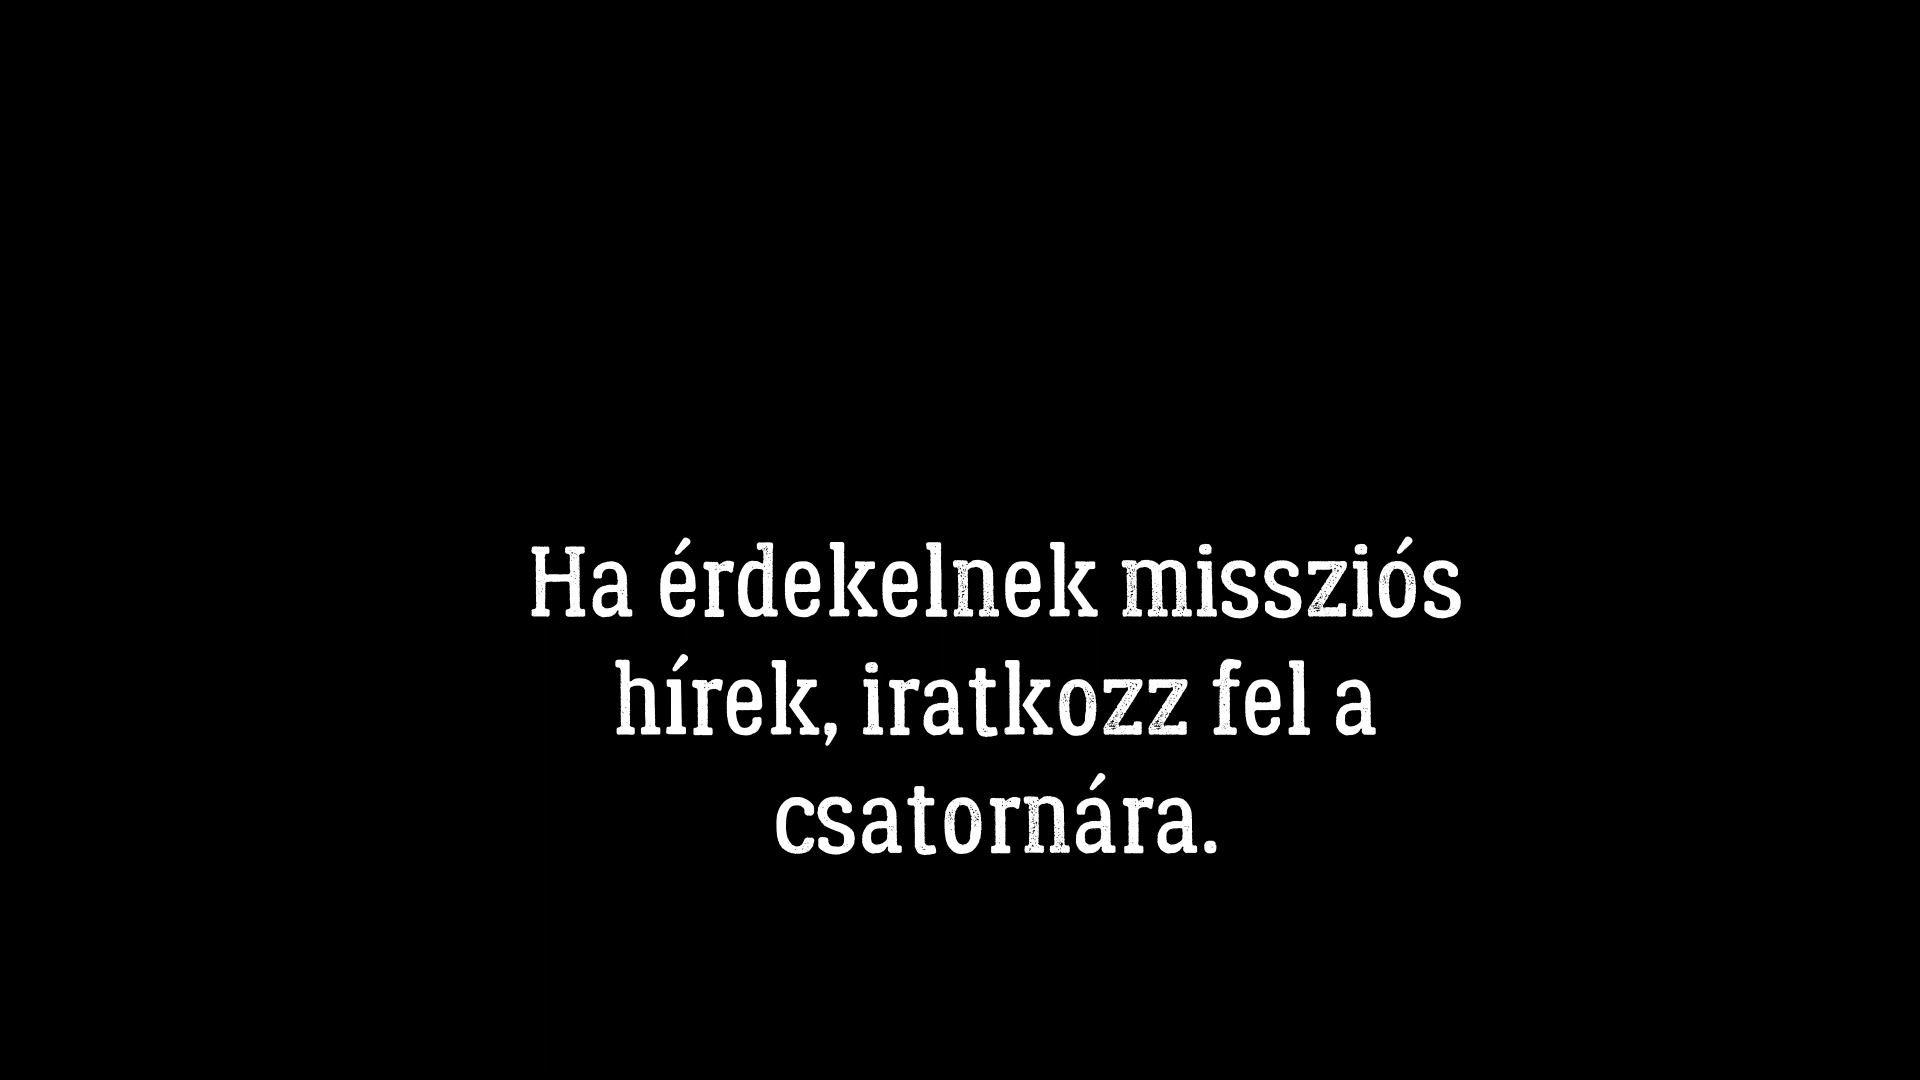 Ha érdekelnek missziós
hírek, iratkozz fel a
csatornára.